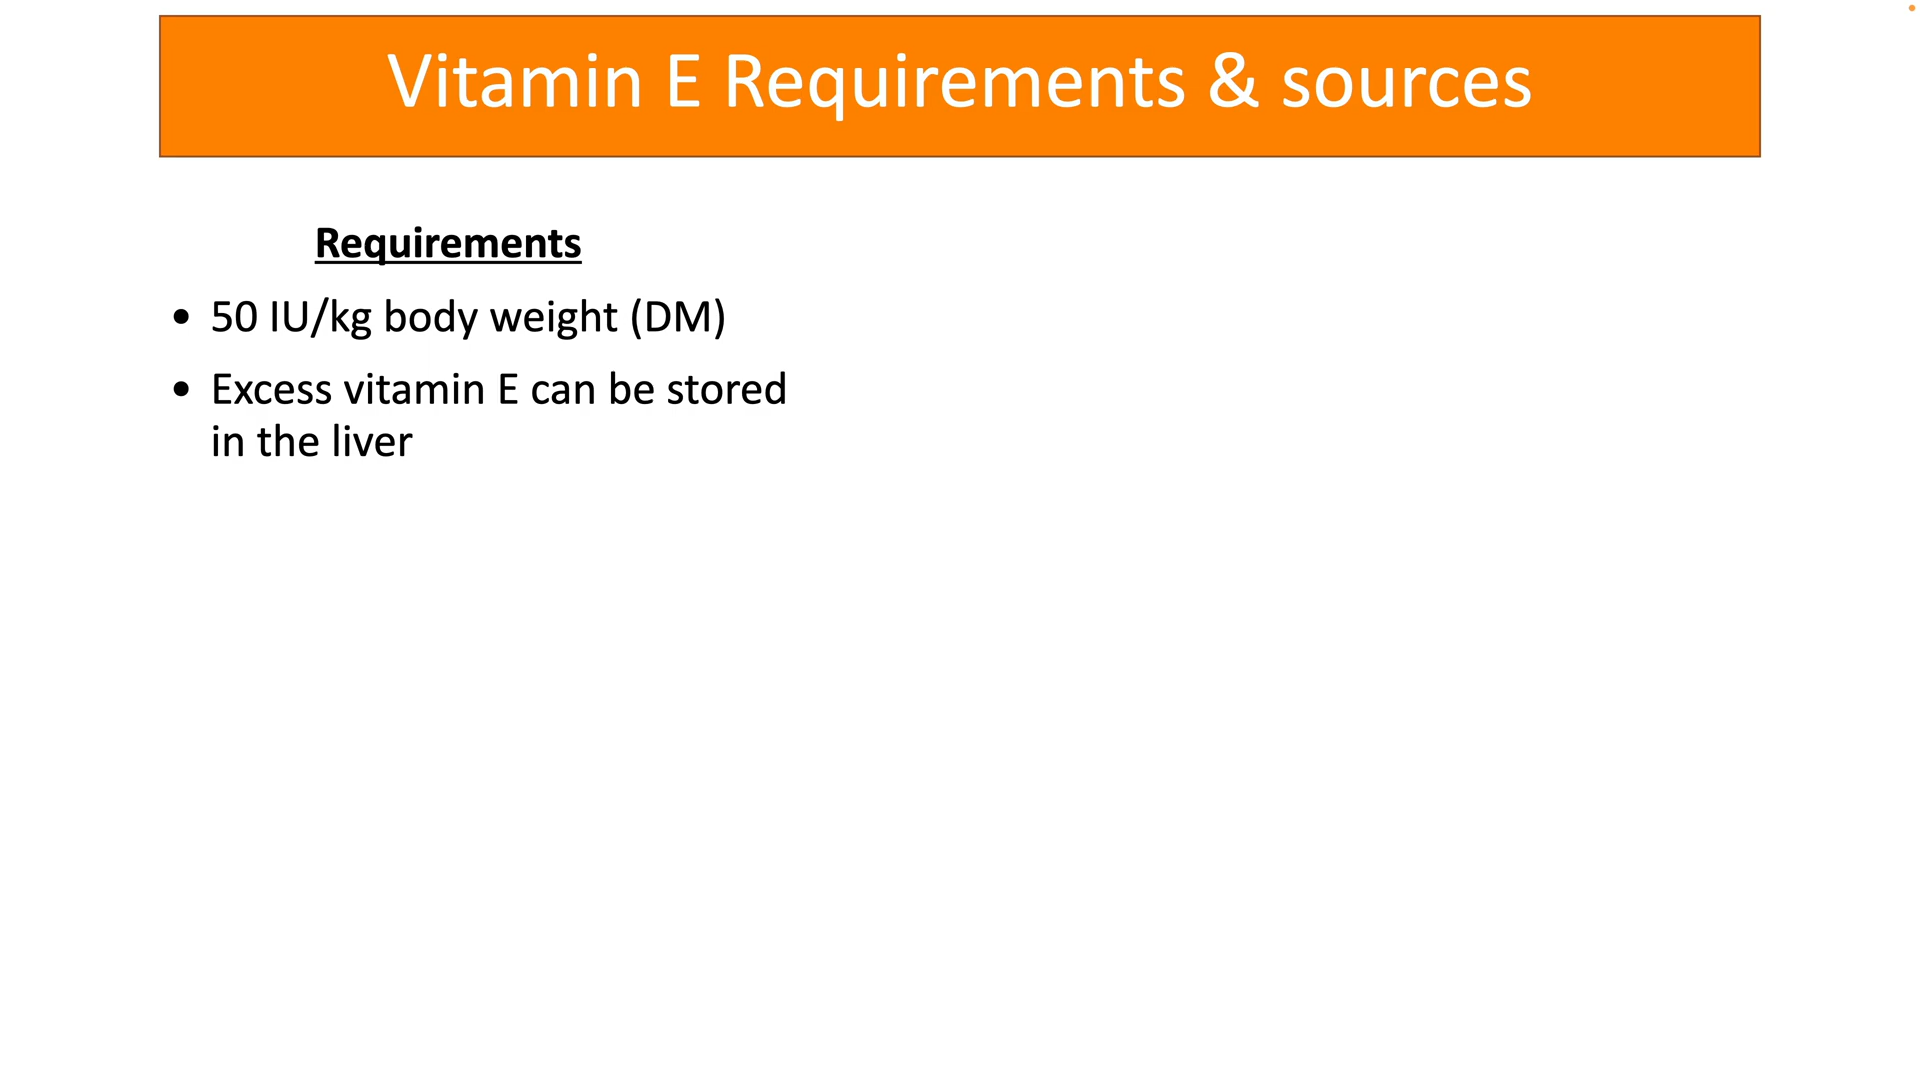 Vitamin E Requirements & sources
Requirements
• 50 IU/kg body weight (DM)
• Excess vitamin E can be stored
in the liver